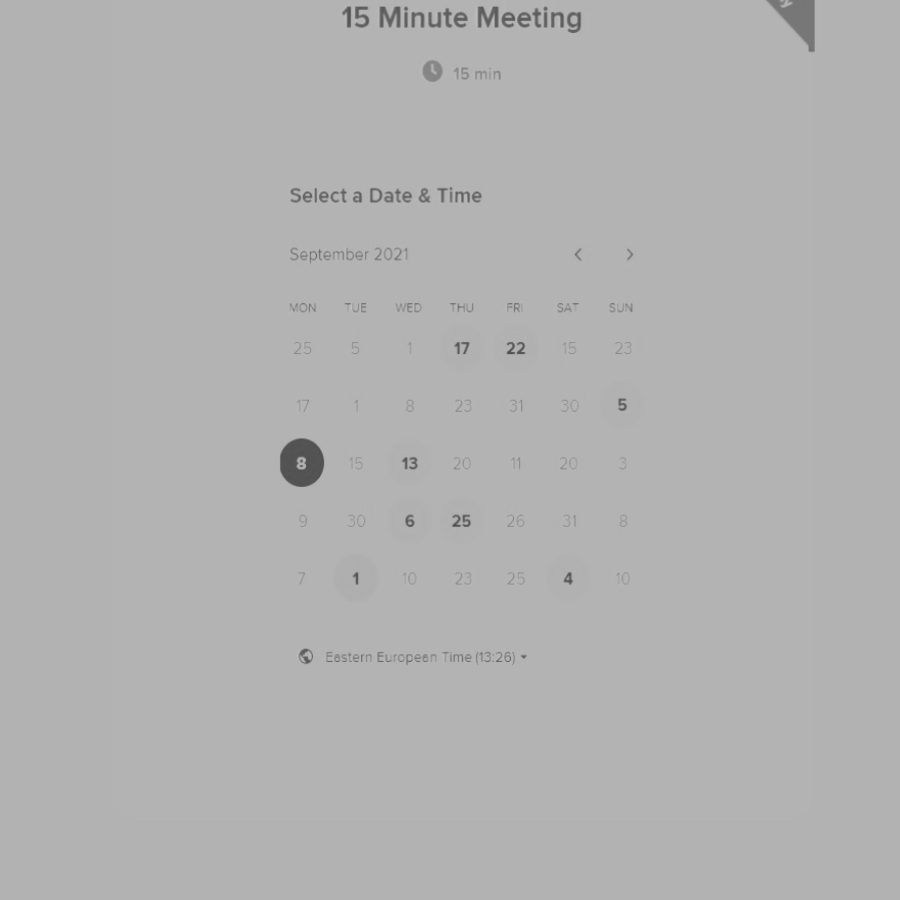 15 Minute Meeting
15 min
Select a Date & Time
September 2021
MON TUE WED THU FRI SAT SUN
25 5 1 17 22 15 23
17 1 8 23 31 30 5
8 15 13 20 11 20 3
9 30 6 25 26 31 8
7 1 10 23 25 4 10
Eastern European Time (13:26)